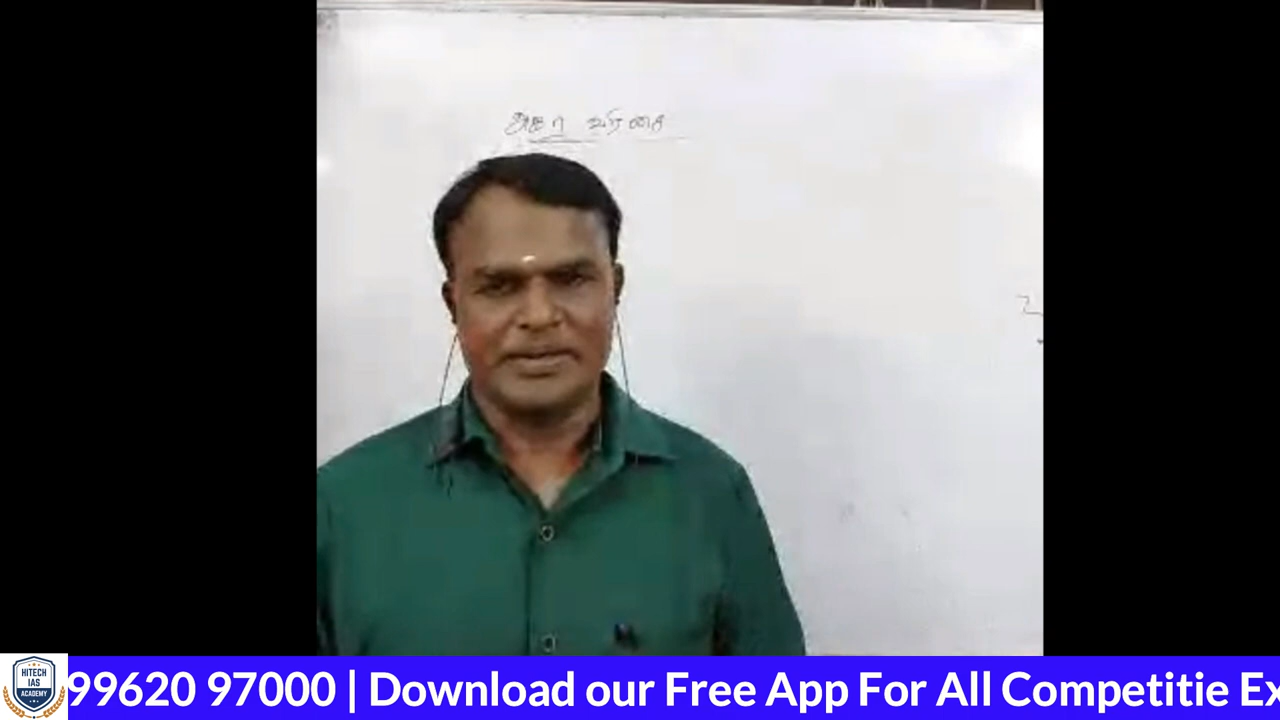 அகர வரிசை
HITECH
IAS
ACADEMY
99620 97000 | Download our Free App For All Competitie Ex